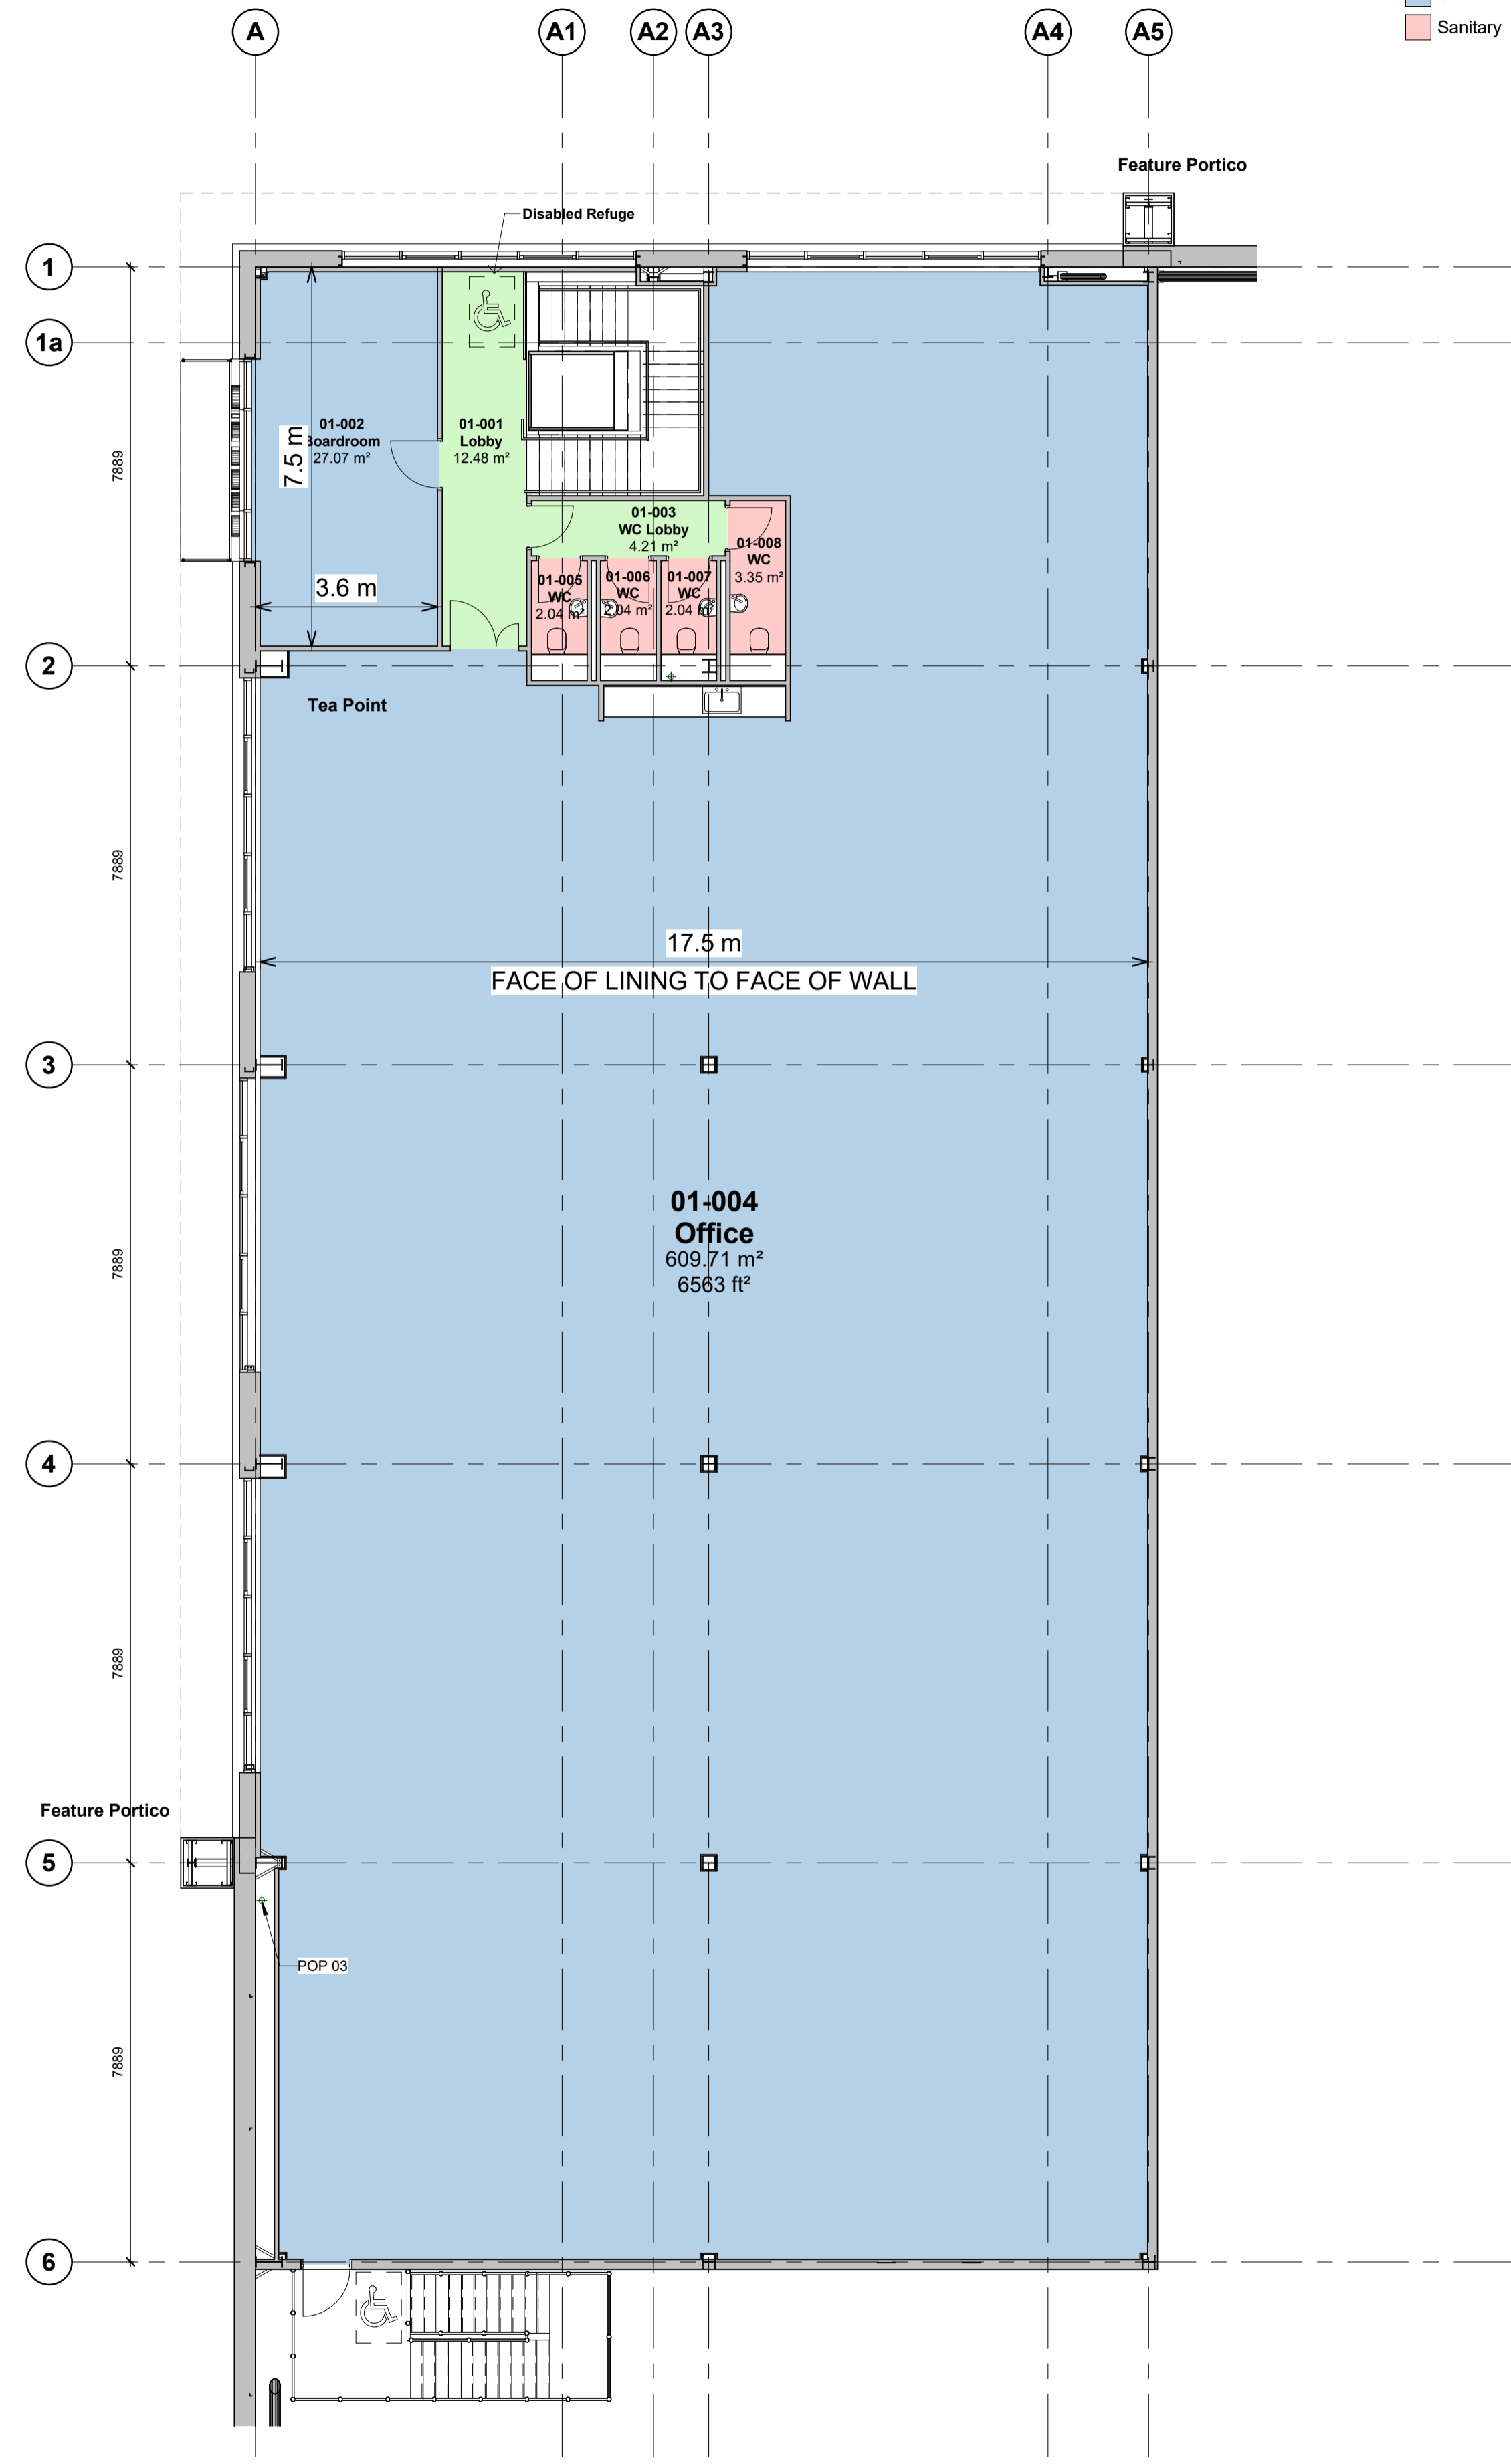 A
A1
A2
A3
A4
A5
Sanitary
Feature Portico
Disabled Refuge
1
1a
7889
01-002
Boardroom
27.07 m²
7.5 m
01-001
Lobby
12.48 m²
01-003
WC Lobby
4.21 m²
01-008
WC
3.35 m²
01-005
WC
2.04 m²
01-006
WC
2.04 m²
01-007
WC
2.04 m²
3.6 m
2
Tea Point
7889
17.5 m
FACE OF LINING TO FACE OF WALL
3
01-004
Office
609.71 m²
6563 ft²
7889
4
7889
Feature Portico
5
POP 03
7889
6